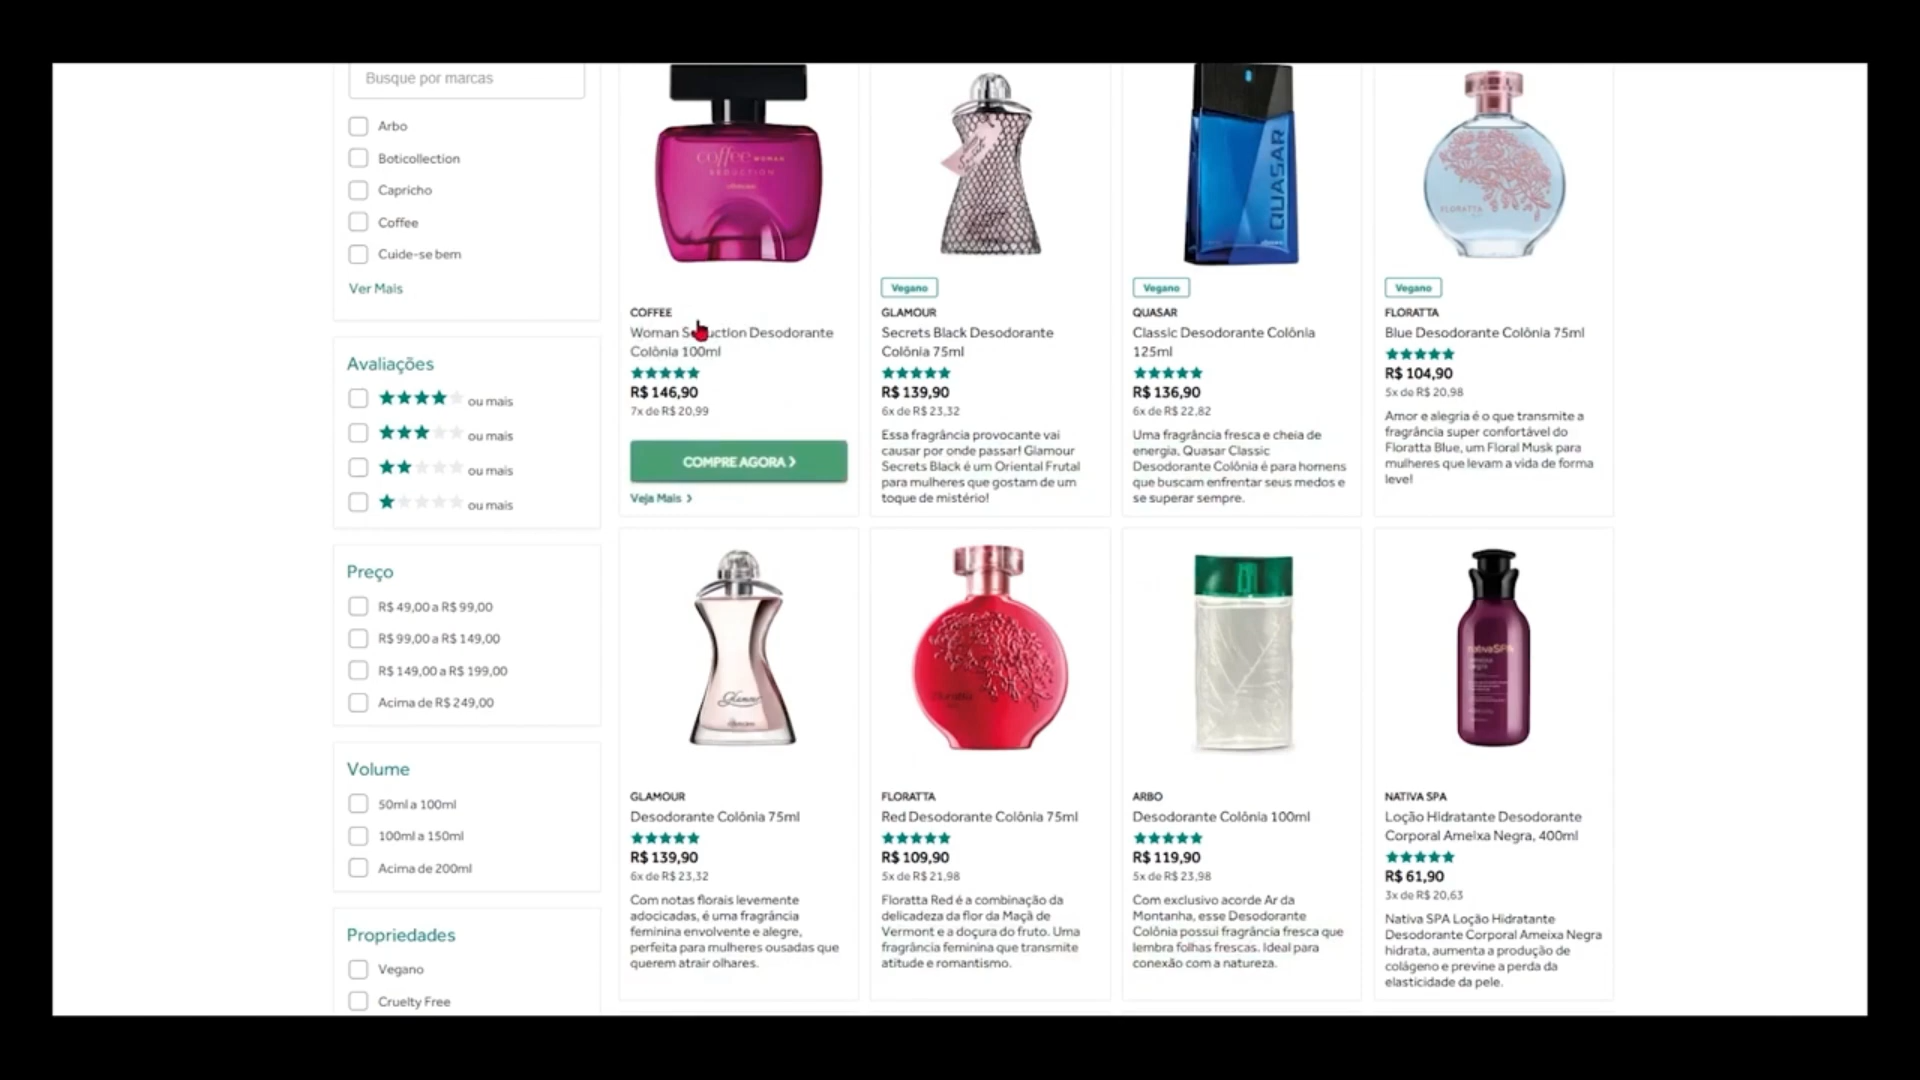 Busque por marcas
Arbo
Boticollection
Capricho
Coffee
Cuide-se bem
Ver Mais
Avaliações
ou mais
ou mais
ou mais
ou mais
Preço
R$ 49,00 a R$ 99,00
R$ 99,00 a R$ 149,00
R$ 149,00 a R$ 199,00
Acima de R$ 249,00
Volume
50ml a 100ml
100ml a 150ml
Acima de 200ml
Propriedades
Vegano
Cruelty Free
coffee WOMAN
SEDUCTION
COFFEE
Woman Seduction Desodorante
Colônia 100ml
R$ 146,90
7x de R$ 20,99
COMPRE AGORA
Veja Mais
Vegano
GLAMOUR
Secrets Black Desodorante
Colônia 75ml
R$ 139,90
6x de R$ 23,32
Essa fragrância provocante vai
causar por onde passar! Glamour
Secrets Black é um Oriental Frutal
para mulheres que gostam de um
toque de mistério!
QUASAR
Vegano
QUASAR
Classic Desodorante Colônia
125ml
R$ 136,90
6x de R$ 22,82
Uma fragrância fresca e cheia de
energia, Quasar Classic
Desodorante Colônia é para homens
que buscam enfrentar seus medos e
se superar sempre.
FLORATTA
Vegano
FLORATTA
Blue Desodorante Colônia 75ml
R$ 104,90
5x de R$ 20,98
Amor e alegria é o que transmite a
fragrância super confortável do
Floratta Blue, um Floral Musk para
mulheres que levam a vida de forma
leve!
Glamour
GLAMOUR
Desodorante Colônia 75ml
R$ 139,90
6x de R$ 23,32
Com notas florais levemente
adocicadas, é uma fragrância
feminina envolvente e alegre,
perfeita para mulheres ousadas que
querem atrair olhares.
FLORATTA
Red Desodorante Colônia 75ml
R$ 109,90
5x de R$ 21,98
Floratta Red é a combinação da
delicadeza da flor da Maçã de
Vermont e a doçura do fruto. Uma
fragrância feminina que transmite
atitude e romantismo.
ARBO
Desodorante Colônia 100ml
R$ 119,90
5x de R$ 23,98
Com exclusivo acorde Ar da
Montanha, esse Desodorante
Colônia possui fragrância fresca que
lembra folhas frescas. Ideal para
conexão com a natureza.
nativaSPA
NATIVA SPA
Loção Hidratante Desodorante
Corporal Ameixa Negra, 400ml
R$ 61,90
3x de R$ 20,63
Nativa SPA Loção Hidratante
Desodorante Corporal Ameixa Negra
hidrata, aumenta a produção de
colágeno e previne a perda da
elasticidade da pele.